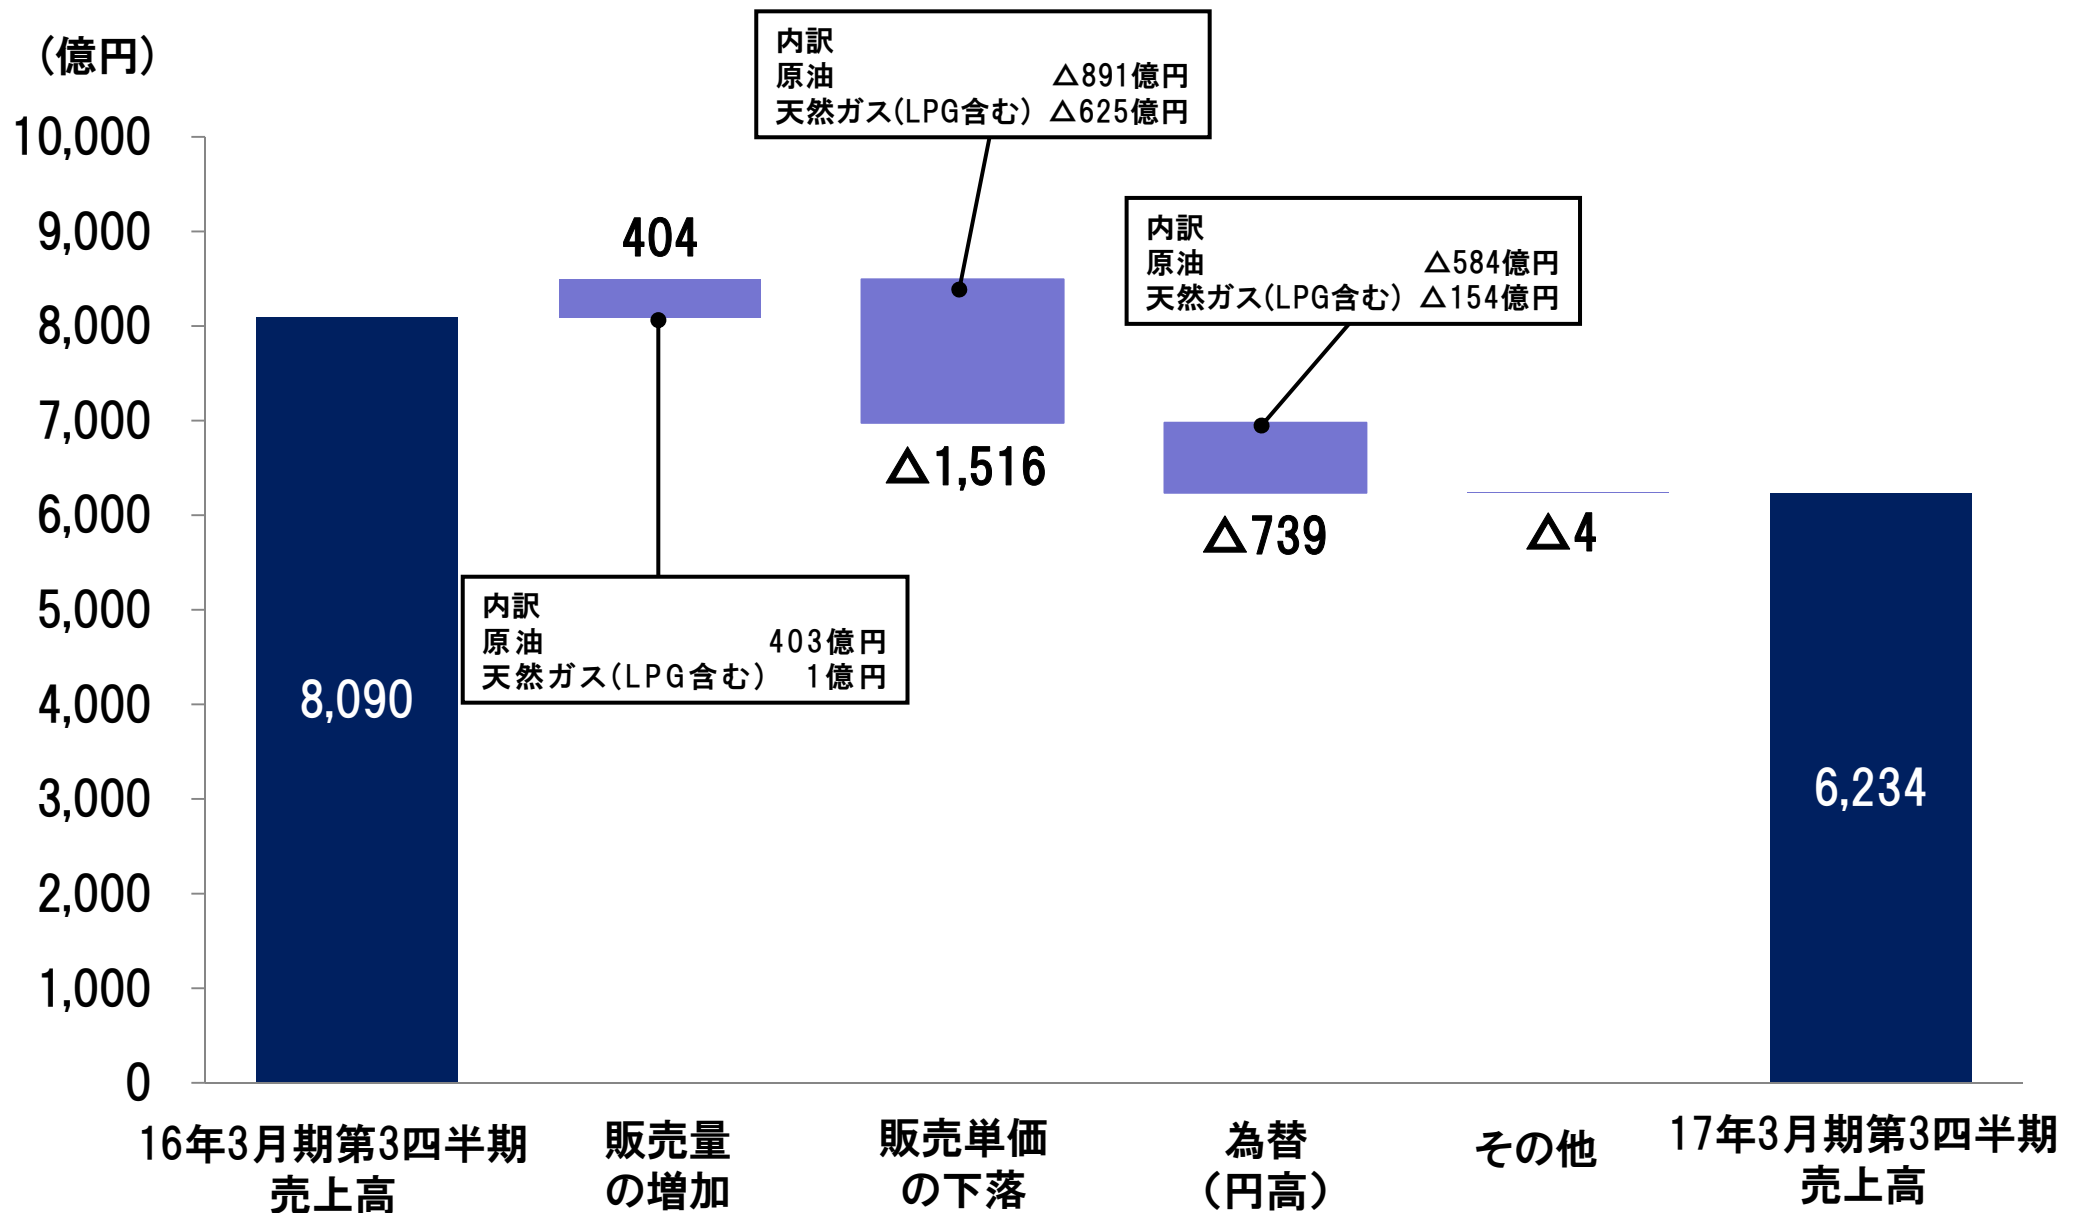 (億円)
内訳
原油 △891億円
天然ガス(LPG含む) △625億円
10,000
9,000
8,000
7,000
6,000
5,000
4,000
3,000
2,000
1,000
0
404
内訳
原油 △584億円
天然ガス(LPG含む) △154億円
△1,516
△739
△4
内訳
原油 403億円
天然ガス(LPG含む) 1億円
8,090
6,234
16年3月期第3四半期
売上高
販売量
の増加
販売単価
の下落
為替
(円高)
その他
17年3月期第3四半期
売上高